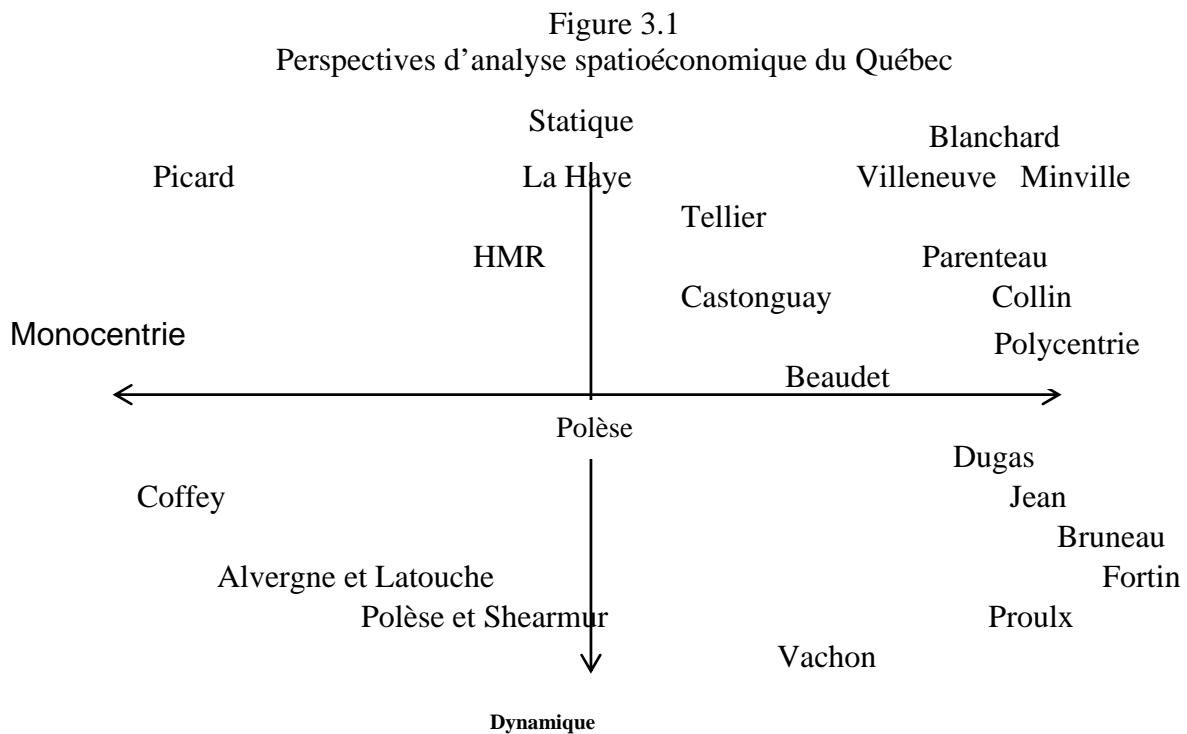 Figure 3.1
Perspectives d'analyse spatioéconomique du Québec
Statique
Blanchard
Picard La Haye Villeneuve Minville
Tellier
HMR Parenteau
Castonguay Collin
Monocentrie Polycentrie
Beaudet
Polèse
Dugas
Coffey Jean
Bruneau
Alvergne et Latouche Fortin
Polèse et Shearmur Proulx
Vachon
Dynamique